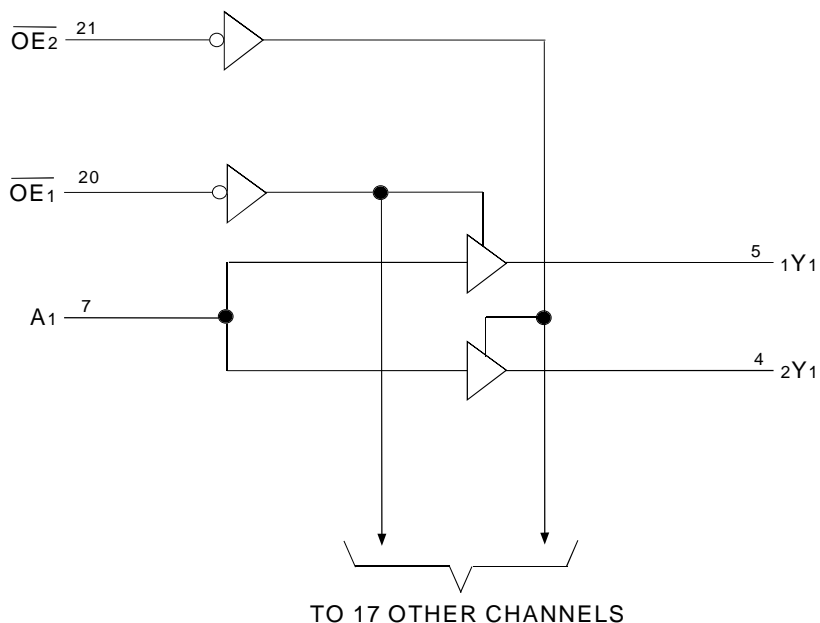 OE2 21
OE1 20
5 1Y1
A1 7
4 2Y1
TO 17 OTHER CHANNELS